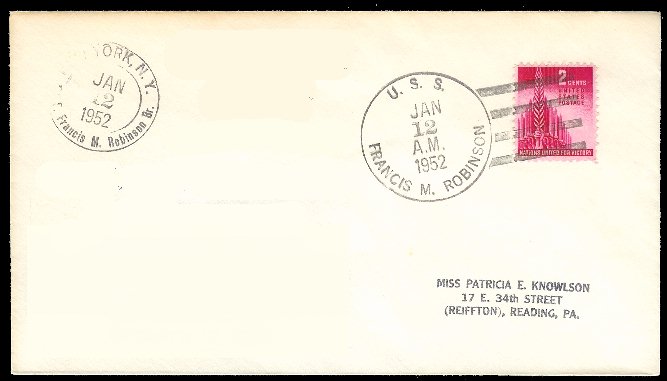 YORK, N. Y.
JAN
12
1952
Francis M. Robinson Br.
U. S. S.
JAN
12
A.M.
1952
FRANCIS M. ROBINSON
2 CENTS
UNITED
STATES
POSTAGE
NATIONS UNITED FOR VICTORY
MISS PATRICIA E. KNOWLSON
17 E. 34th STREET
(REIFFTON), READING, PA.